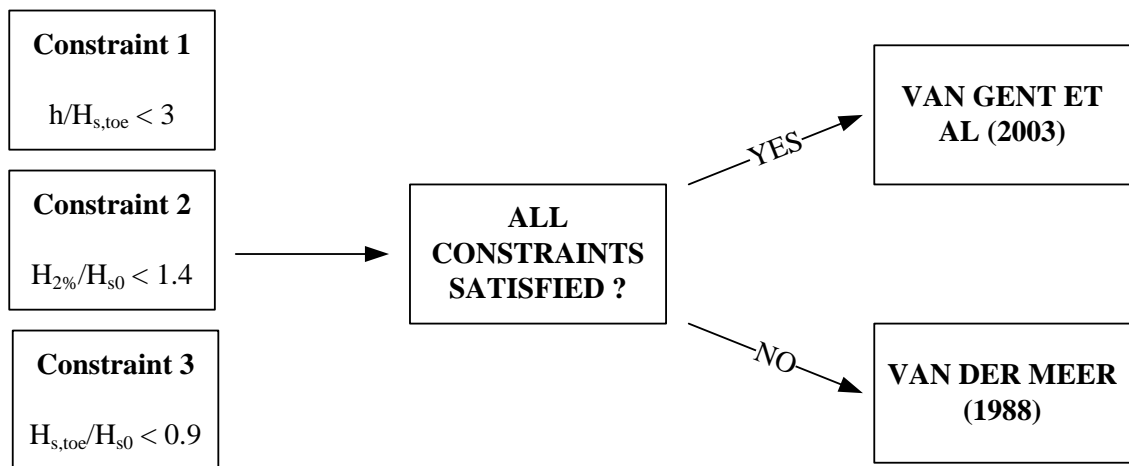 Constraint 1
h/Hs,toe < 3
Constraint 2
H2%/Hs0 < 1.4
Constraint 3
Hs,toe/Hs0 < 0.9
ALL
CONSTRAINTS
SATISFIED ?
YES
NO
VAN GENT ET
AL (2003)
VAN DER MEER
(1988)